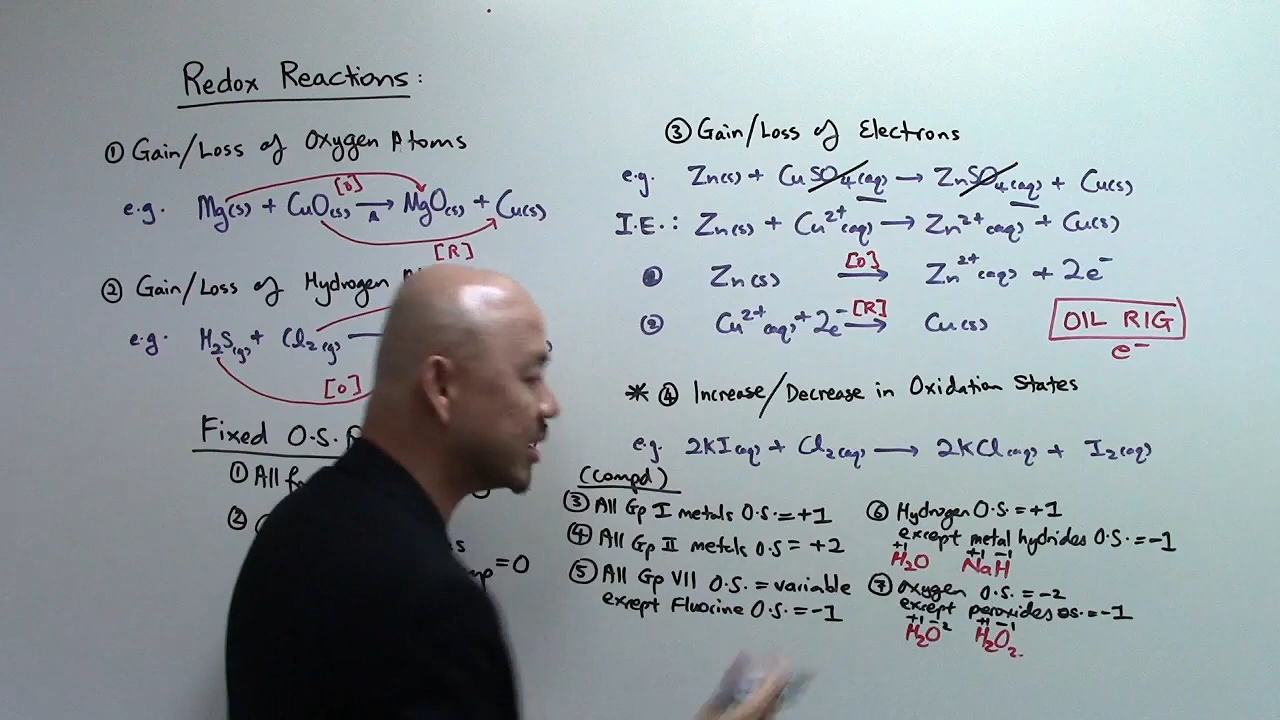 Redox Reactions:
① Gain/Loss of Oxygen Atoms
[O]
e.g. Mg(s) + CuO(s) → MgO(s) + Cu(s)
Δ
[R]
② Gain/Loss of Hydrogen
e.g. H₂S(g) + Cl₂(g)
[O]
Fixed O.S.
① All
②
=0
③ Gain/Loss of Electrons
e.g. Zn(s) + CuSO₄(aq) → ZnSO₄(aq) + Cu(s)
I.E.: Zn(s) + Cu²⁺(aq) → Zn²⁺(aq) + Cu(s)
① Zn(s) [O]→ Zn²⁺(aq) + 2e⁻
② Cu²⁺(aq) + 2e⁻ [R]→ Cu(s)
OIL RIG
e⁻
* ④ Increase/Decrease in Oxidation States
e.g. 2KI(aq) + Cl₂(aq) → 2KCl(aq) + I₂(aq)
(Compd)
③ All Gp I metals O.S. = +1
④ All Gp II metals O.S = +2
⑤ All Gp VII O.S. = variable
except Fluorine O.S. = -1
⑥ Hydrogen O.S. = +1
except metal hydrides O.S. = -1
+1 +1 -1
H₂O NaH
⑦ Oxygen O.S. = -2
except peroxides O.S. = -1
+1 -2 +1 -1
H₂O H₂O₂.